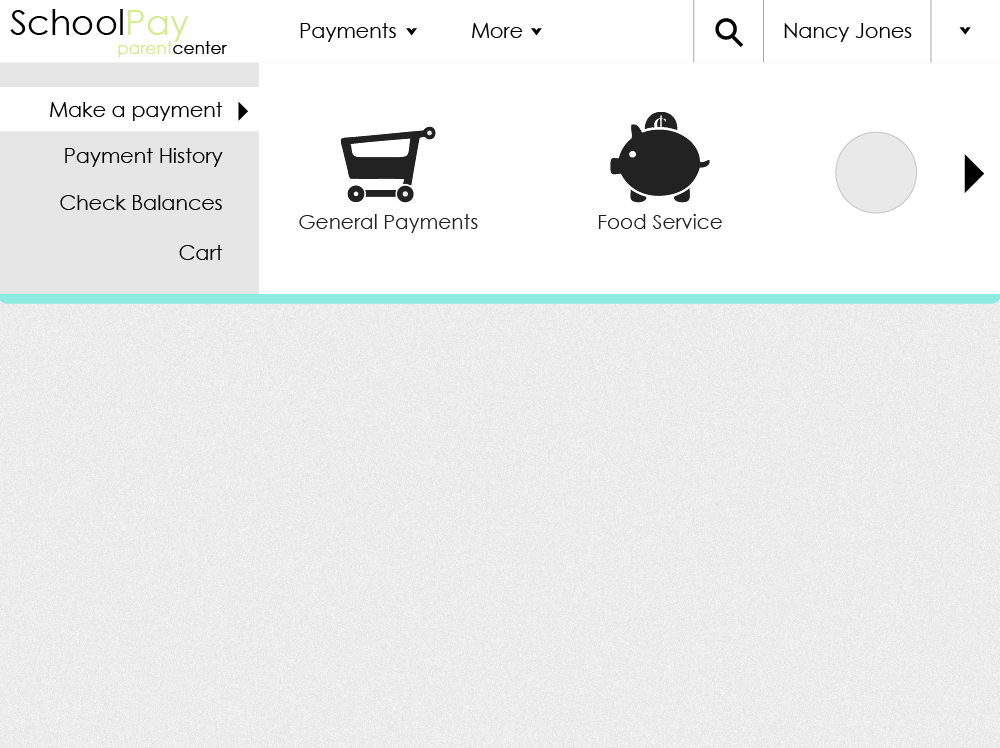 SchoolPay
parentcenter
Payments
More
Nancy Jones
Make a payment
Payment History
Check Balances
Cart
General Payments
Food Service